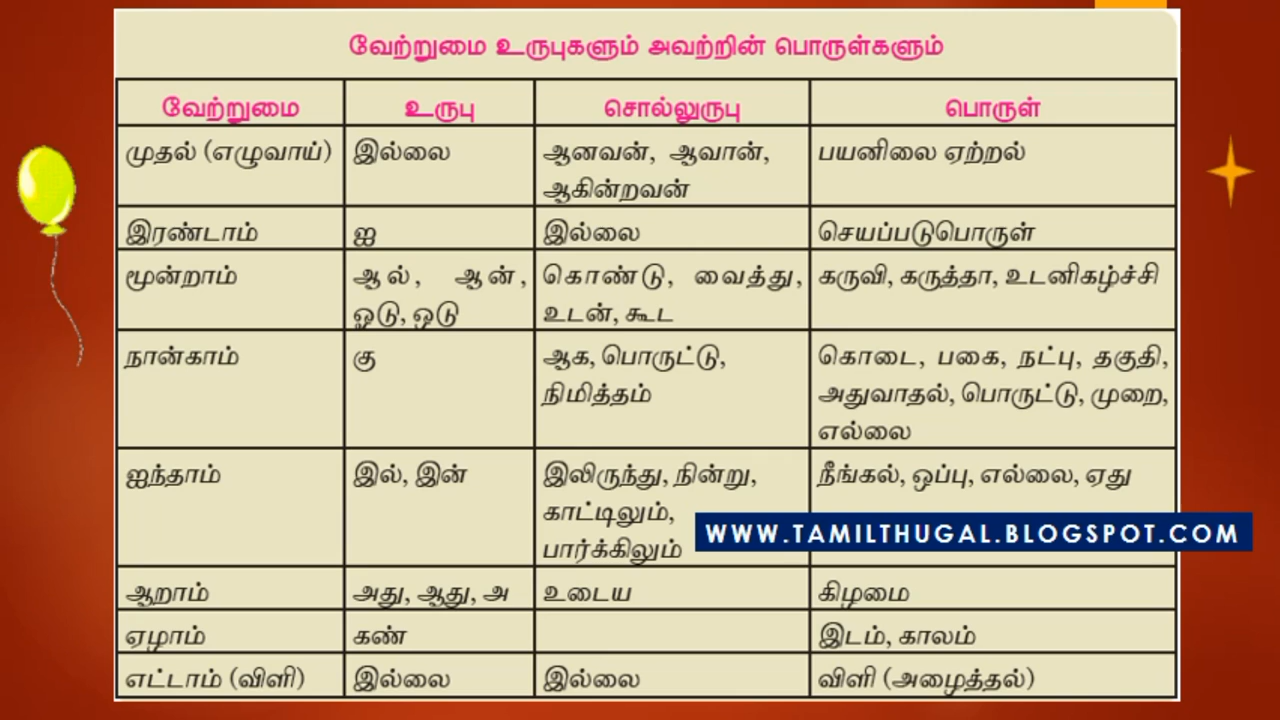 வேற்றுமை உருபுகளும் அவற்றின் பொருள்களும்
வேற்றுமை உருபு சொல்லுருபு பொருள்
முதல் (எழுவாய்) இல்லை ஆனவன், ஆவான், பயனிலை ஏற்றல்
ஆகின்றவன்
இரண்டாம் ஐ இல்லை செயப்படுபொருள்
மூன்றாம் ஆல், ஆன், கொண்டு, வைத்து, கருவி, கருத்தா, உடனிகழ்ச்சி
ஓடு, ஒடு உடன், கூட
நான்காம் கு ஆக, பொருட்டு, கொடை, பகை, நட்பு, தகுதி,
நிமித்தம் அதுவாதல், பொருட்டு, முறை,
எல்லை
ஐந்தாம் இல், இன் இலிருந்து, நின்று, நீங்கல், ஒப்பு, எல்லை, ஏது
காட்டிலும்,
WWW.TAMILTHUGAL.BLOGSPOT.COM
பார்க்கிலும்
ஆறாம் அது, ஆது, அ உடைய கிழமை
ஏழாம் கண் இடம், காலம்
எட்டாம் (விளி) இல்லை இல்லை விளி (அழைத்தல்)